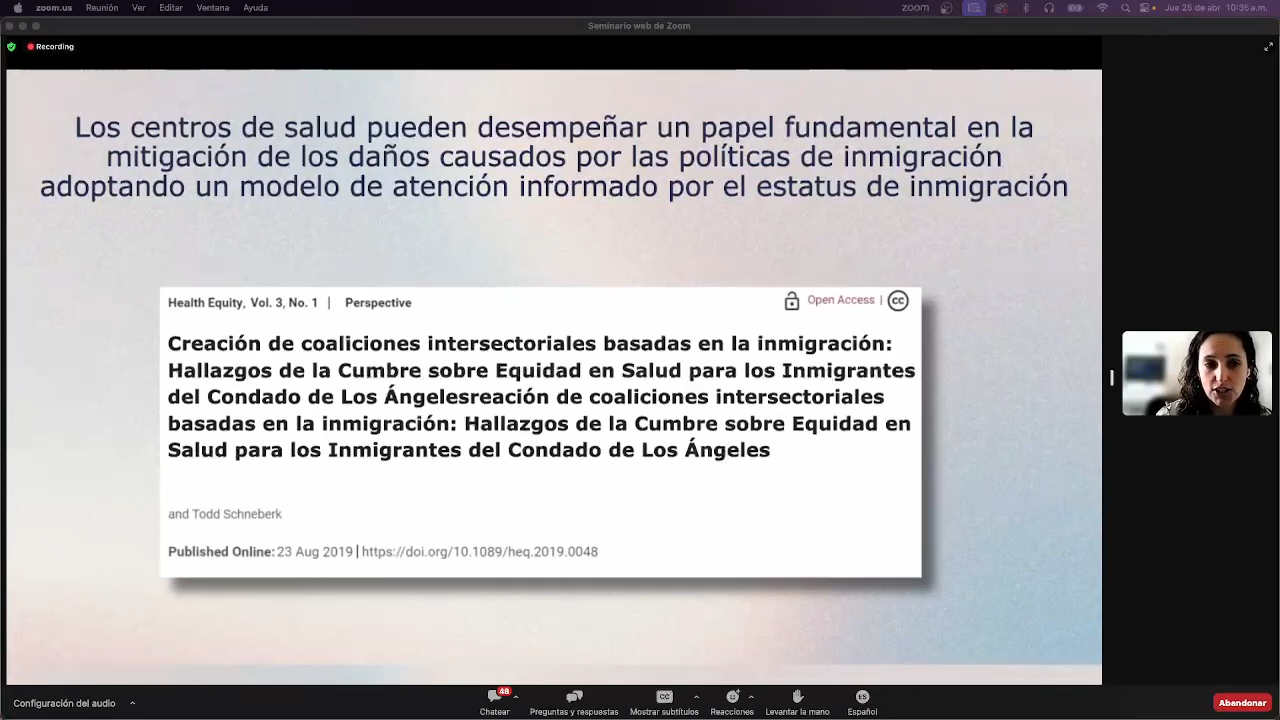 zoom.us Reunión Ver Editar Ventana Ayuda
zoom Jue 25 de abr 10:35 a.m.
Seminario web de Zoom
Recording
Los centros de salud pueden desempeñar un papel fundamental en la
mitigación de los daños causados por las políticas de inmigración
adoptando un modelo de atención informado por el estatus de inmigración
Health Equity, Vol. 3, No. 1 | Perspective
Open Access | cc
Creación de coaliciones intersectoriales basadas en la inmigración:
Hallazgos de la Cumbre sobre Equidad en Salud para los Inmigrantes
del Condado de Los Ángelesreación de coaliciones intersectoriales
basadas en la inmigración: Hallazgos de la Cumbre sobre Equidad en
Salud para los Inmigrantes del Condado de Los Ángeles
and Todd Schneberk
Published Online: 23 Aug 2019 | https://doi.org/10.1089/heq.2019.0048
Configuración del audio
48
CC
ES
Chatear
Preguntas y respuestas
Mostrar subtítulos
Reacciones
Levantar la mano
Español
Abandonar